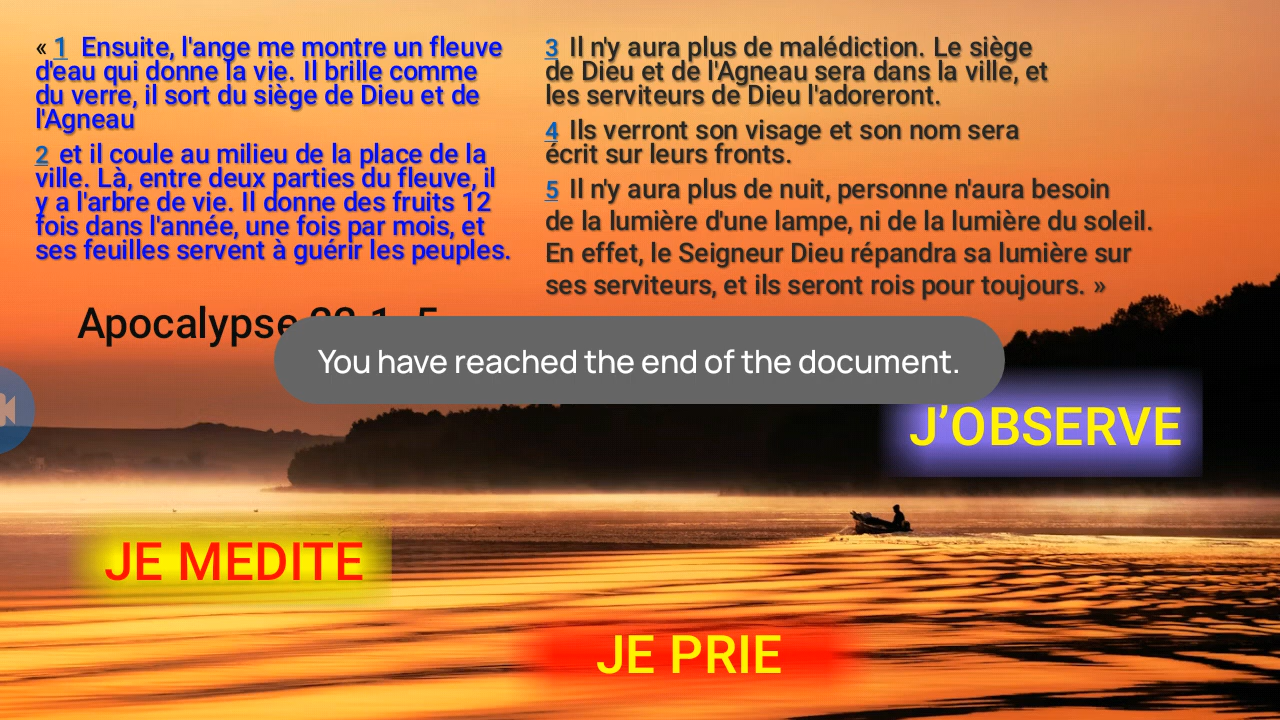 « 1 Ensuite, l'ange me montre un fleuve
d'eau qui donne la vie. Il brille comme
du verre, il sort du siège de Dieu et de
l'Agneau
2 et il coule au milieu de la place de la
ville. Là, entre deux parties du fleuve, il
y a l'arbre de vie. Il donne des fruits 12
fois dans l'année, une fois par mois, et
ses feuilles servent à guérir les peuples.
Apocalypse
3 Il n'y aura plus de malédiction. Le siège
de Dieu et de l'Agneau sera dans la ville, et
les serviteurs de Dieu l'adoreront.
4 Ils verront son visage et son nom sera
écrit sur leurs fronts.
5 Il n'y aura plus de nuit, personne n'aura besoin
de la lumière d'une lampe, ni de la lumière du soleil.
En effet, le Seigneur Dieu répandra sa lumière sur
ses serviteurs, et ils seront rois pour toujours. »
You have reached the end of the document.
J’OBSERVE
JE MEDITE
JE PRIE